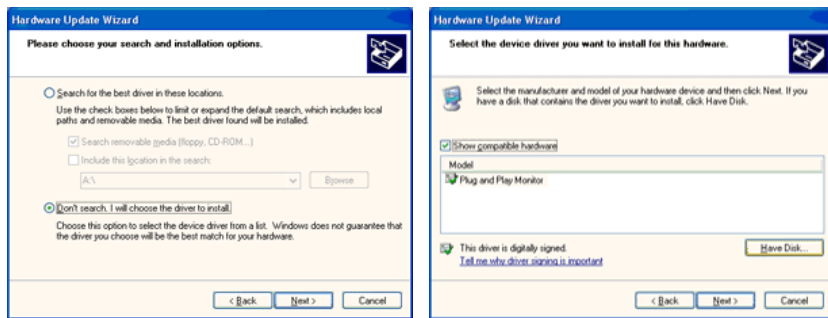 Hardware Update Wizard
Please choose your search and installation options.
Search for the best driver in these locations.
Use the check boxes below to limit or expand the default search, which includes local
paths and removable media. The best driver found will be installed.
Search removable media (floppy, CD-ROM...)
Include this location in the search:
A:\
Browse
Don't search. I will choose the driver to install.
Choose this option to select the device driver from a list. Windows does not guarantee that
the driver you choose will be the best match for your hardware.
< Back
Next >
Cancel
Hardware Update Wizard
Select the device driver you want to install for this hardware.
Select the manufacturer and model of your hardware device and then click Next. If you
have a disk that contains the driver you want to install, click Have Disk.
Show compatible hardware
Model
Plug and Play Monitor
This driver is digitally signed.
Tell me why driver signing is important
Have Disk...
< Back
Next >
Cancel